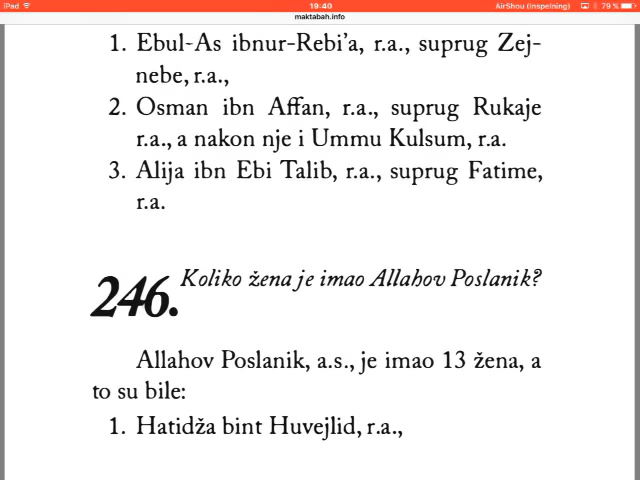 iPad 19:40 AirShou (Inspelning) 79 %
maktabah.info
1. Ebul-As ibnur-Rebi’a, r.a., suprug Zej-
nebe, r.a.,
2. Osman ibn Affan, r.a., suprug Rukaje
r.a., a nakon nje i Ummu Kulsum, r.a.
3. Alija ibn Ebi Talib, r.a., suprug Fatime,
r.a.
246. Koliko žena je imao Allahov Poslanik?
Allahov Poslanik, a.s., je imao 13 žena, a
to su bile:
1. Hatidža bint Huvejlid, r.a.,